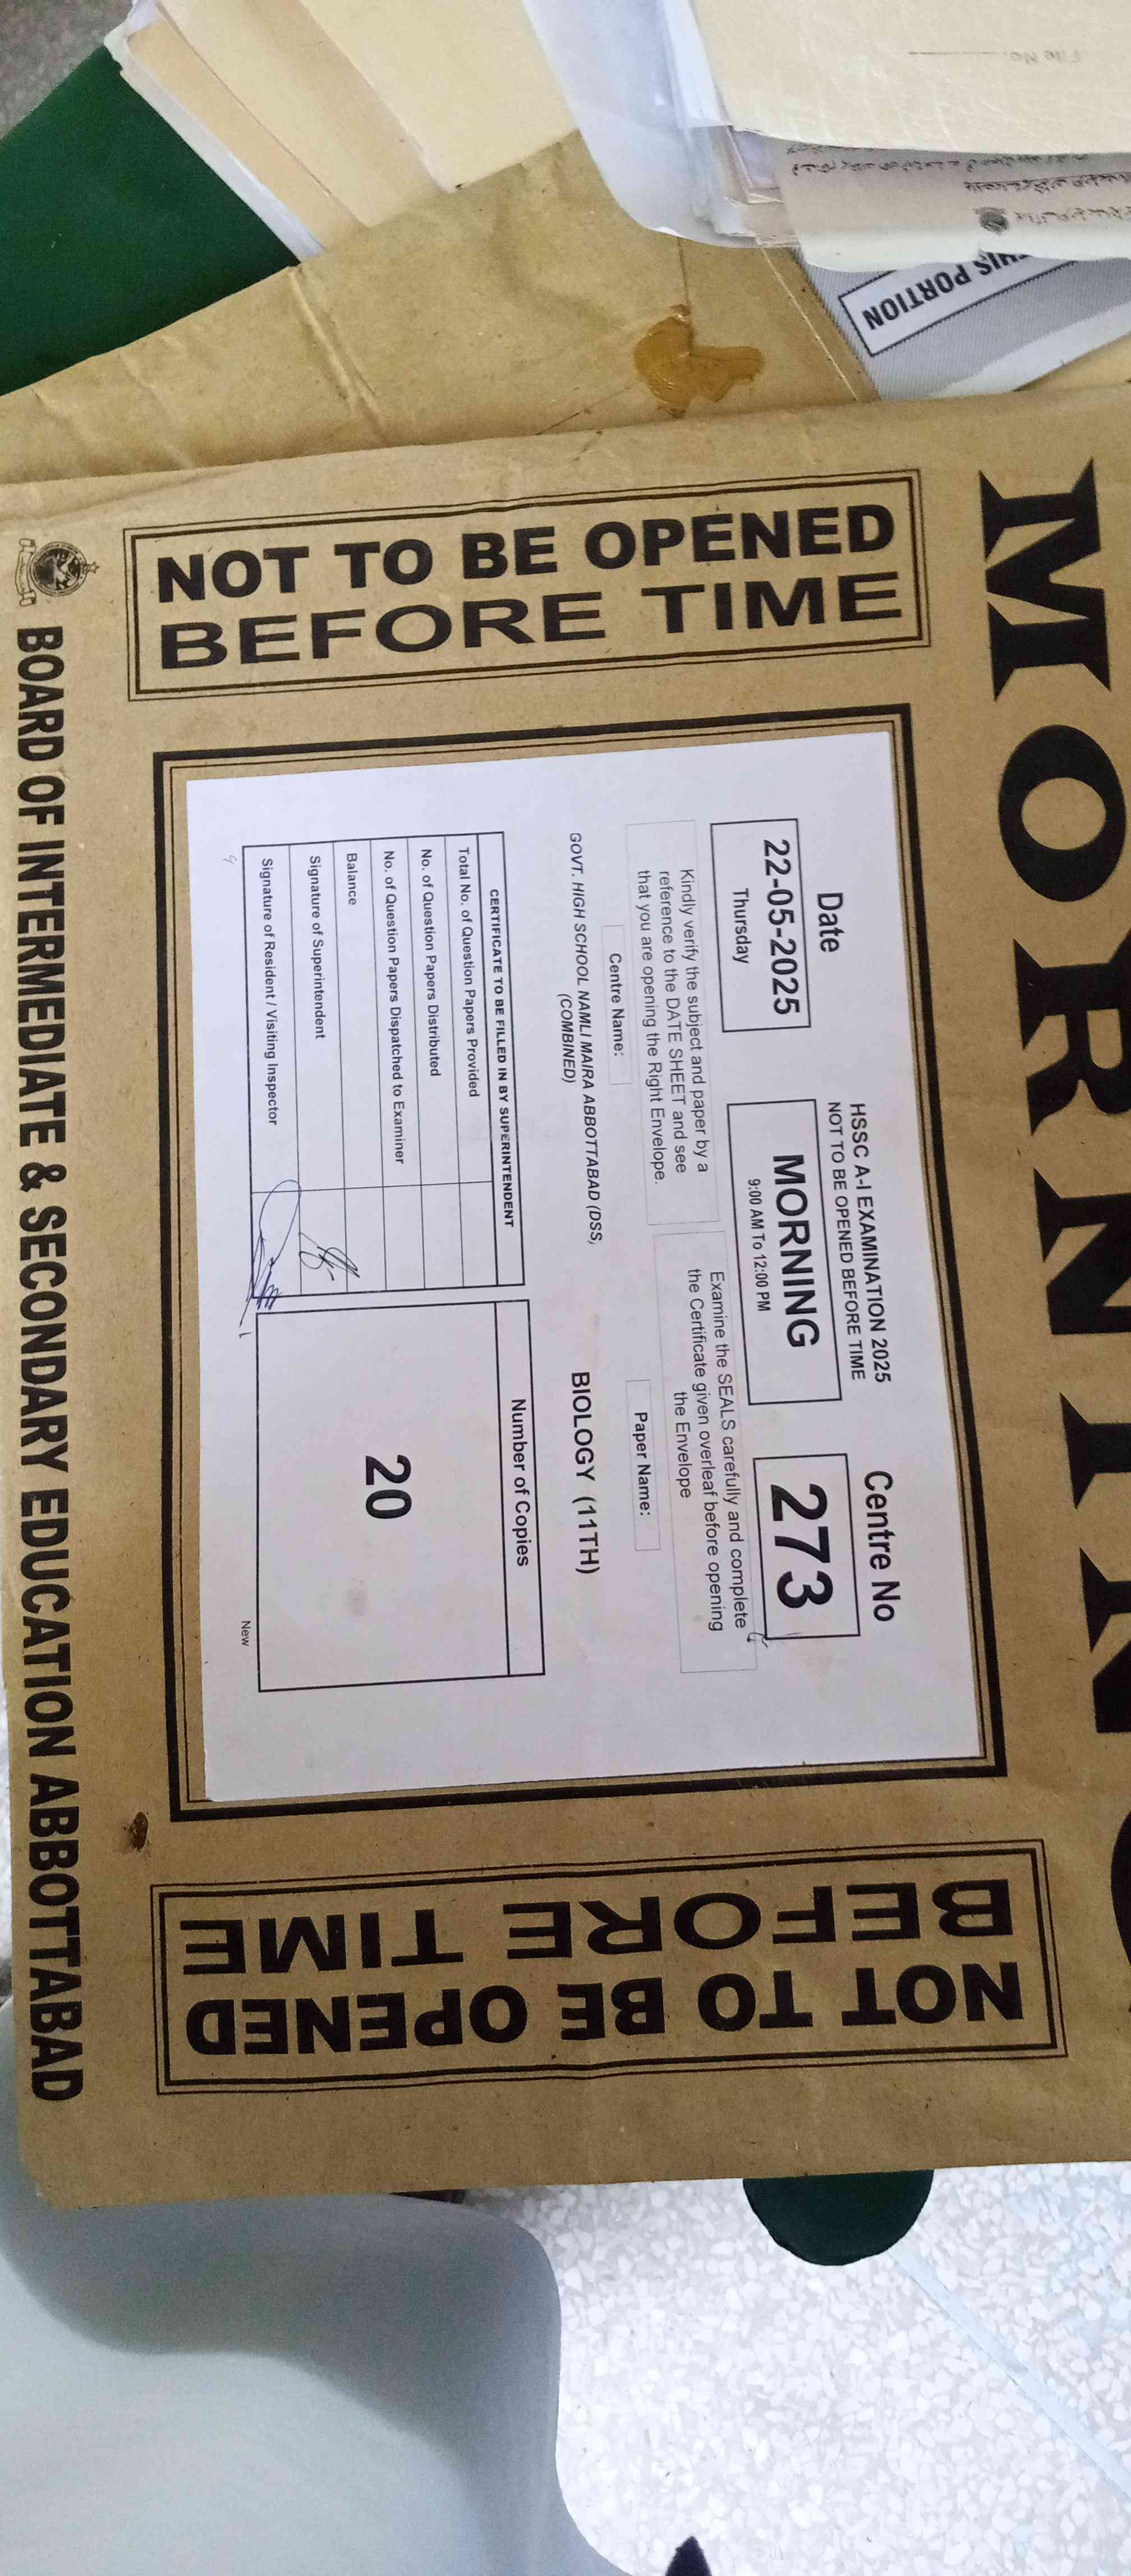 File No.
THIS PORTION
MORNING
NOT TO BE OPENED
BEFORE TIME
Date
HSSC A-I EXAMINATION 2025
NOT TO BE OPENED BEFORE TIME
Centre No
22-05-2025
Thursday
MORNING
9:00 AM To 12:00 PM
273
Kindly verify the subject and paper by a
reference to the DATE SHEET and see
that you are opening the Right Envelope.
Examine the SEALS carefully and complete
the Certificate given overleaf before opening
the Envelope
Centre Name:
Paper Name:
GOVT. HIGH SCHOOL NAMLI MAIRA ABBOTTABAD (DSS,
(COMBINED)
BIOLOGY (11TH)
CERTIFICATE TO BE FILLED IN BY SUPERINTENDENT
Total No. of Question Papers Provided
No. of Question Papers Distributed
No. of Question Papers Dispatched to Examiner
Balance
Signature of Superintendent
Signature of Resident / Visiting Inspector
Number of Copies
20
New
NOT TO BE OPENED
BEFORE TIME
BOARD OF INTERMEDIATE & SECONDARY EDUCATION ABBOTTABAD